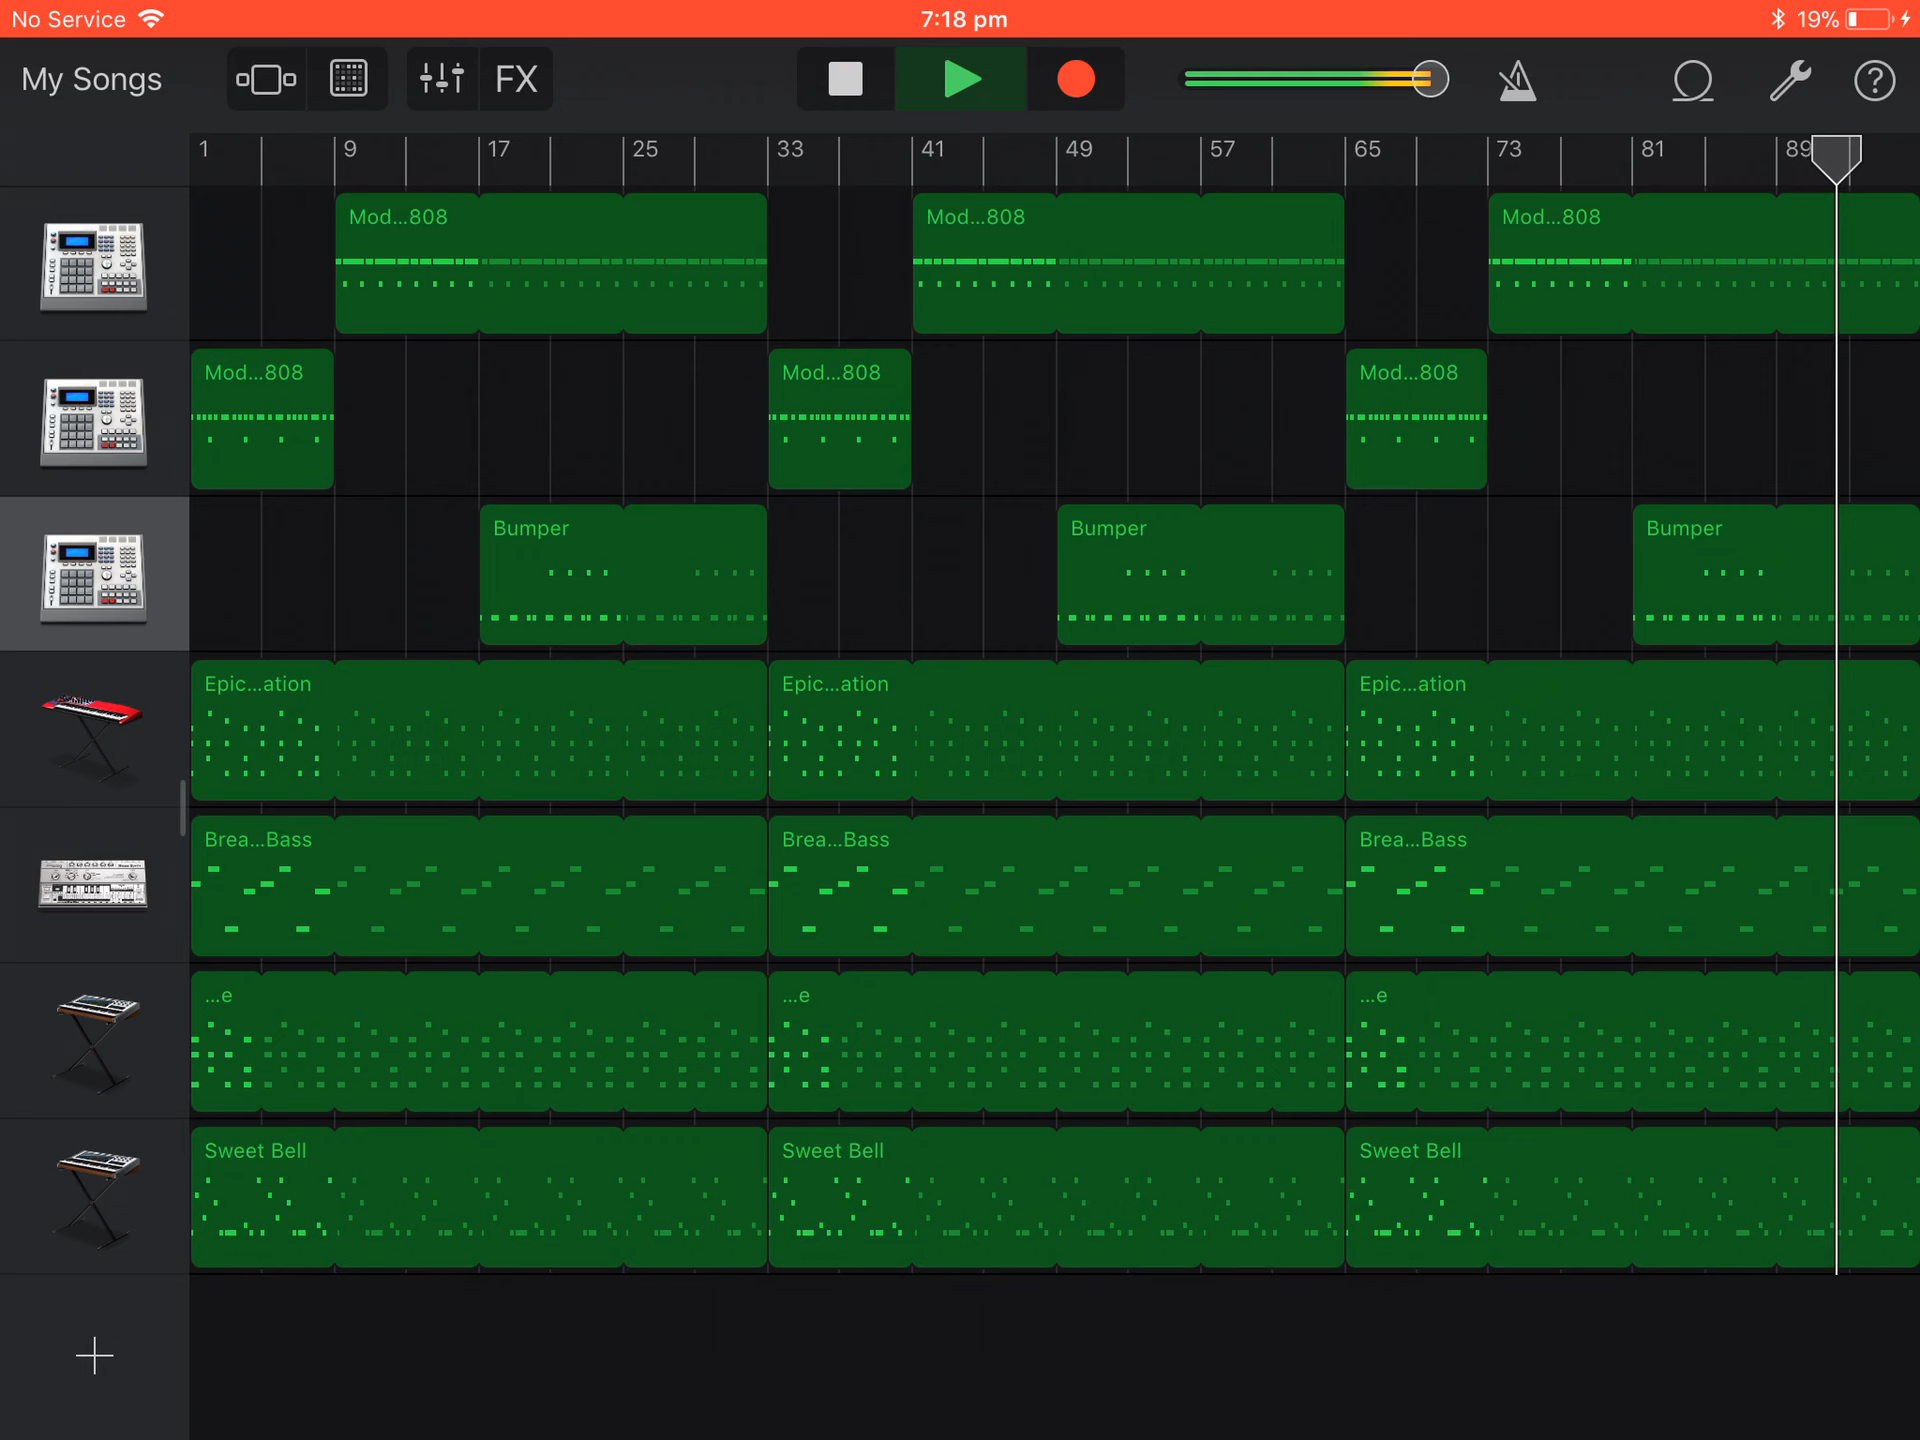 No Service 7:18 pm 19%
My Songs FX
1 9 17 25 33 41 49 57 65 73 81 89
Mod...808 Mod...808 Mod...808
Mod...808 Mod...808 Mod...808
Bumper Bumper Bumper
Epic...ation Epic...ation Epic...ation
Brea...Bass Brea...Bass Brea...Bass
...e ...e ...e
Sweet Bell Sweet Bell Sweet Bell